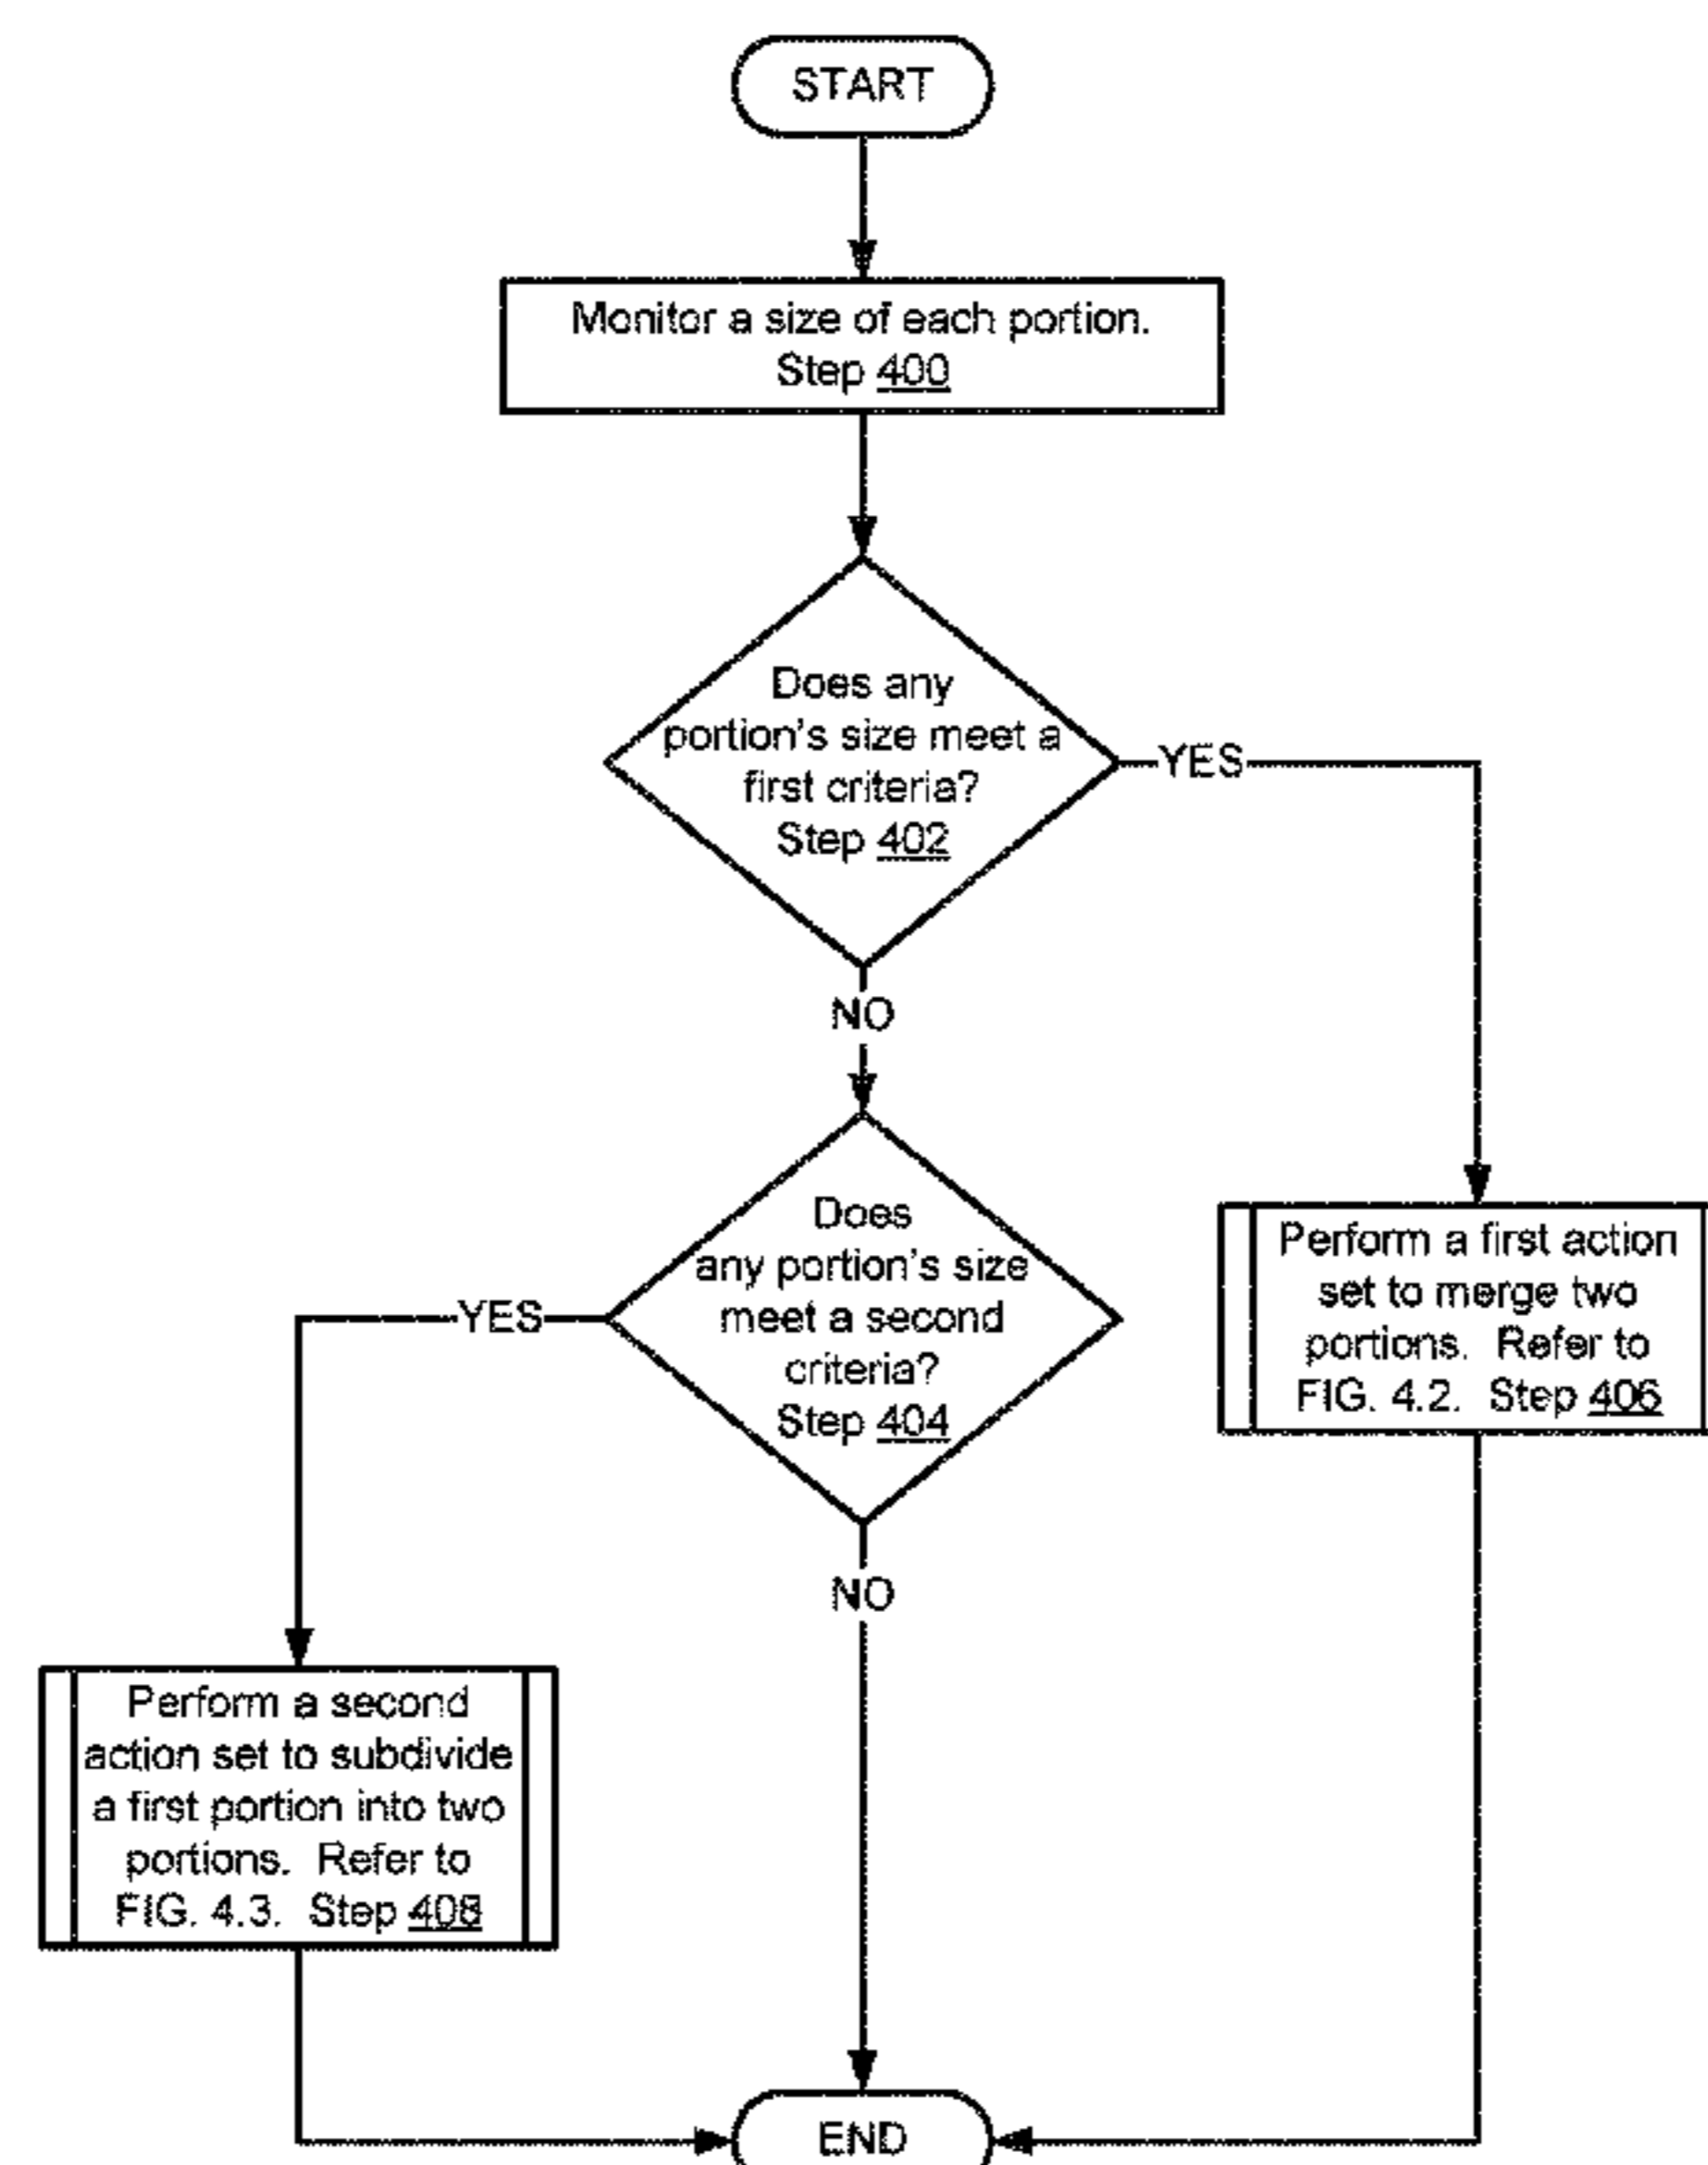 START
Monitor a size of each portion.
Step 400
Does any
portion's size meet a
first criteria?
Step 402
YES
NO
Does
any portion's size
meet a second
criteria?
Step 404
YES
Perform a first action
set to merge two
portions. Refer to
FIG. 4.2. Step 406
NO
Perform a second
action set to subdivide
a first portion into two
portions. Refer to
FIG. 4.3. Step 408
END